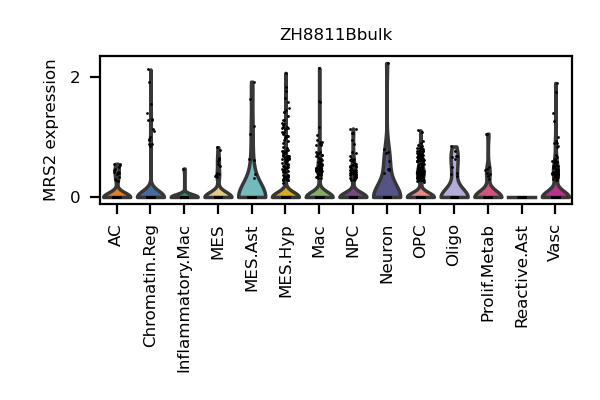 ZH8811Bbulk
MRS2 expression
2
0
AC
Chromatin.Reg
Inflammatory.Mac
MES
MES.Ast
MES.Hyp
Mac
NPC
Neuron
OPC
Oligo
Prolif.Metab
Reactive.Ast
Vasc